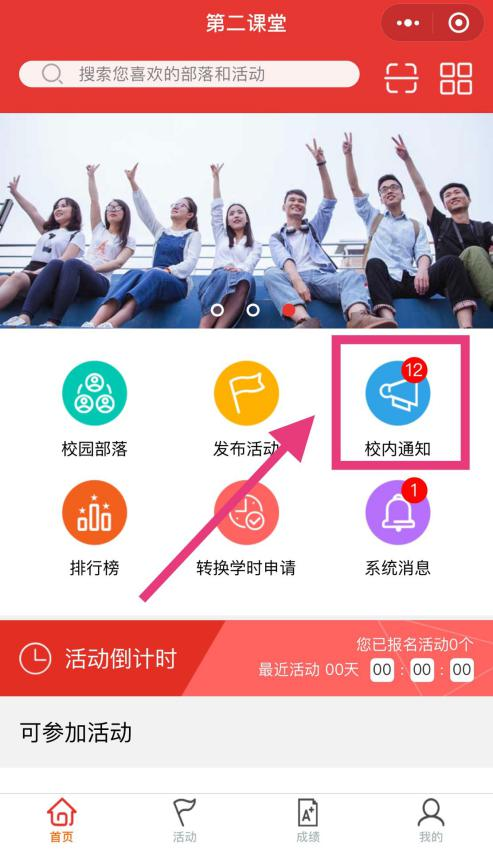 第二课堂
搜索您喜欢的部落和活动
12
校园部落
发布活动
校内通知
1
排行榜
转换学时申请
系统消息
活动倒计时
您已报名活动0个
最近活动 00天 00 : 00 : 00
可参加活动
A+
首页
活动
成绩
我的